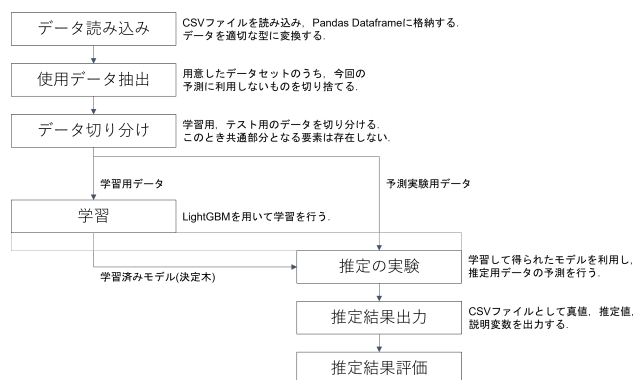 データ読み込み
CSVファイルを読み込み，Pandas Dataframeに格納する．
データを適切な型に変換する．
使用データ抽出
用意したデータセットのうち，今回の
予測に利用しないものを切り捨てる．
データ切り分け
学習用，テスト用のデータを切り分ける．
このとき共通部分となる要素は存在しない．
学習用データ
予測実験用データ
学習
LightGBMを用いて学習を行う．
学習済みモデル(決定木)
推定の実験
学習して得られたモデルを利用し，
推定用データの予測を行う．
推定結果出力
CSVファイルとして真値，推定値，
説明変数を出力する．
推定結果評価